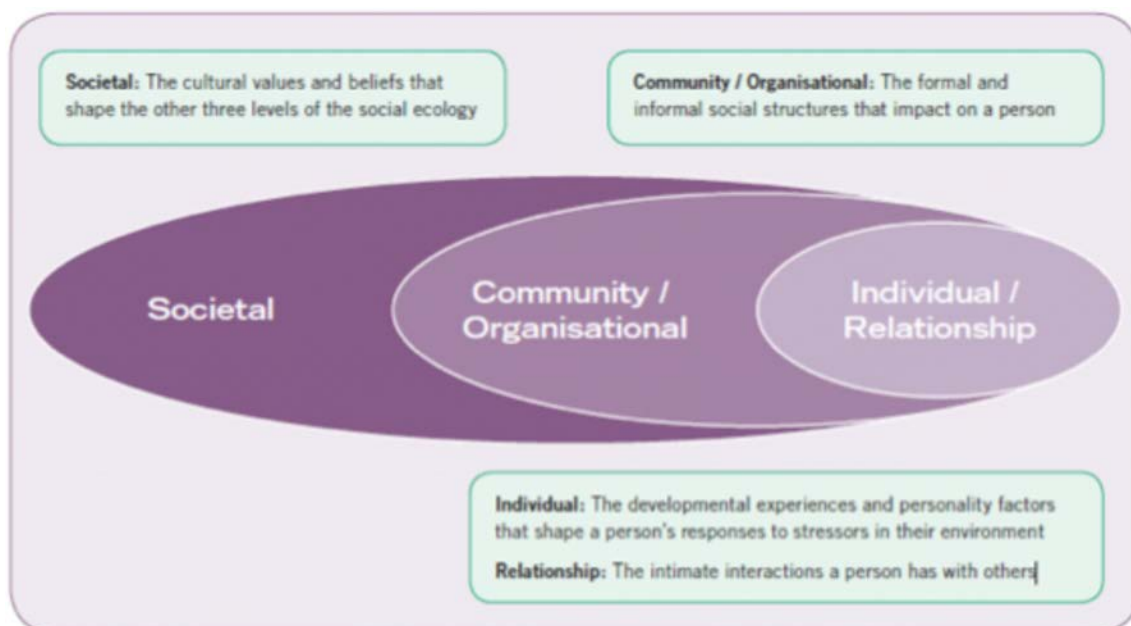 Societal: The cultural values and beliefs that
shape the other three levels of the social ecology
Community / Organisational: The formal and
informal social structures that impact on a person
Societal
Community /
Organisational
Individual /
Relationship
Individual: The developmental experiences and personality factors
that shape a person's responses to stressors in their environment
Relationship: The intimate interactions a person has with others